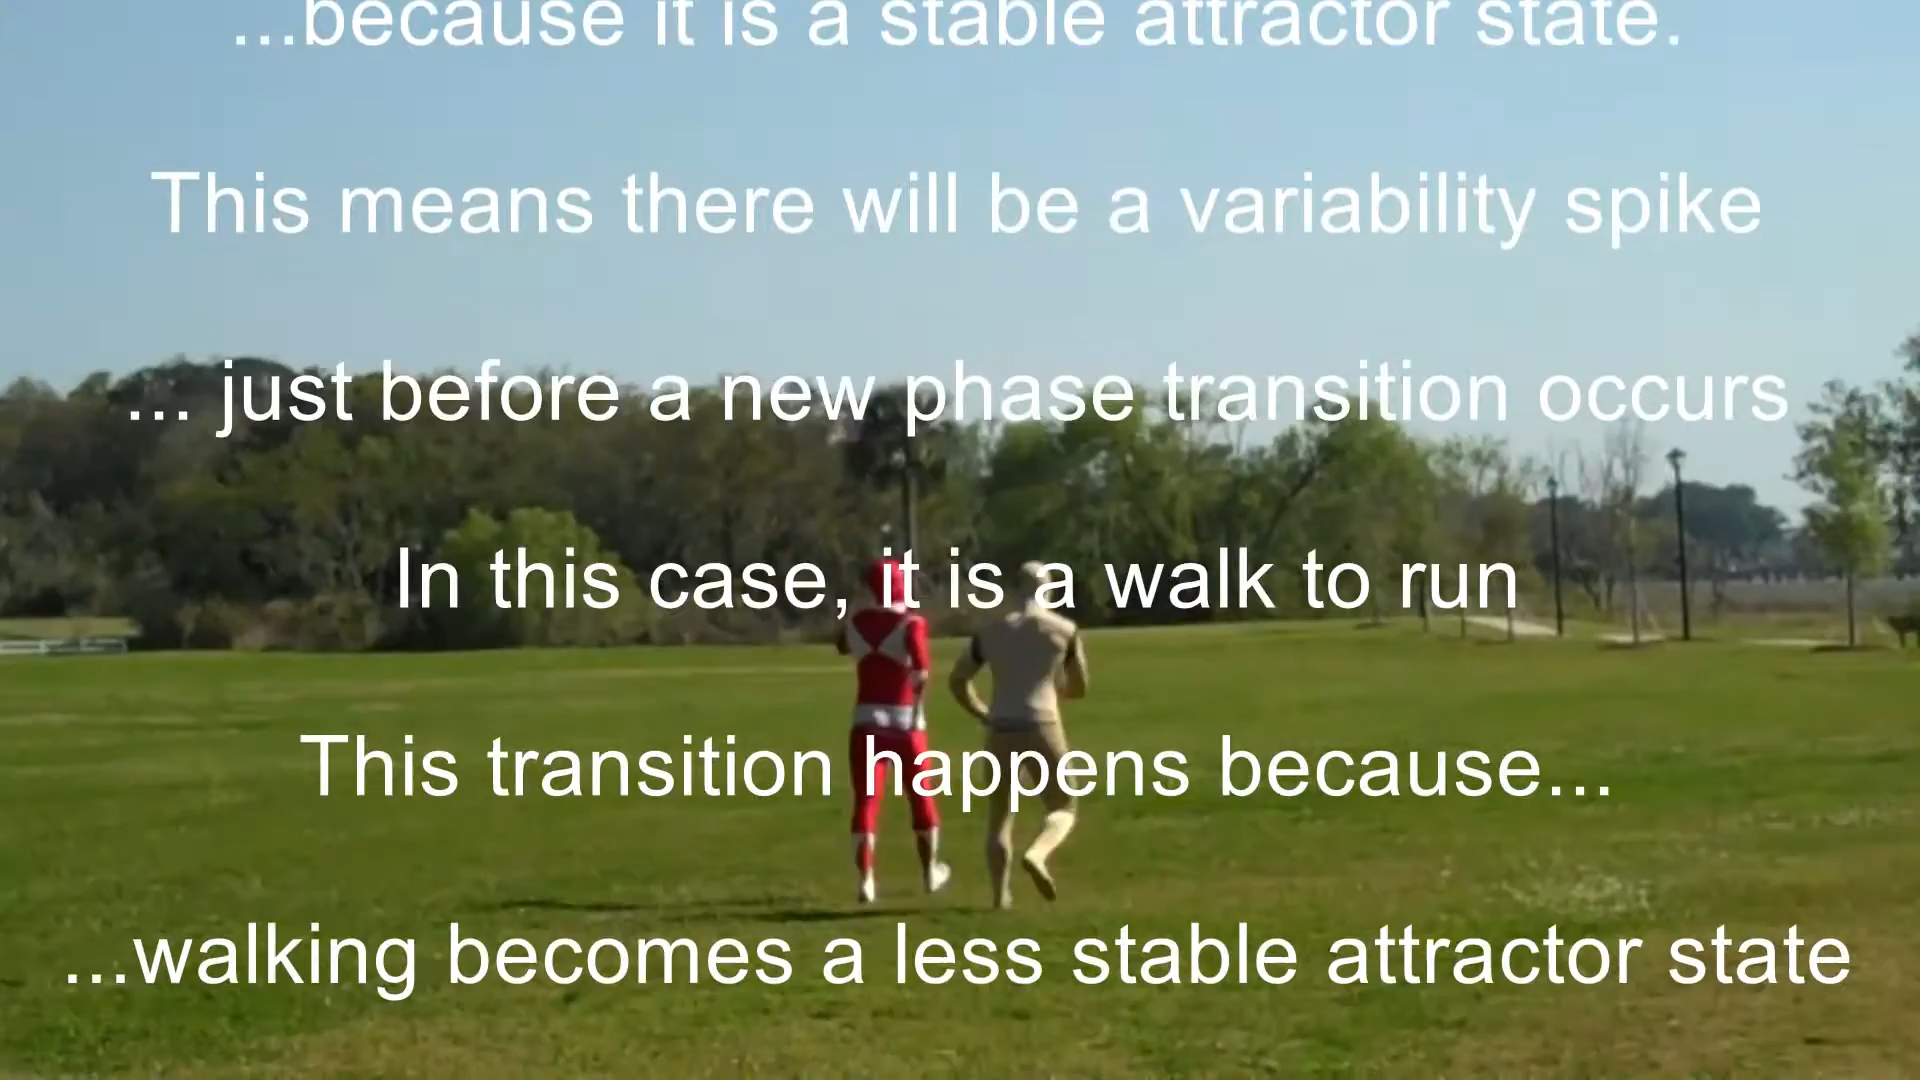 ...because it is a stable attractor state.
This means there will be a variability spike
... just before a new phase transition occurs
In this case, it is a walk to run
This transition happens because...
...walking becomes a less stable attractor state